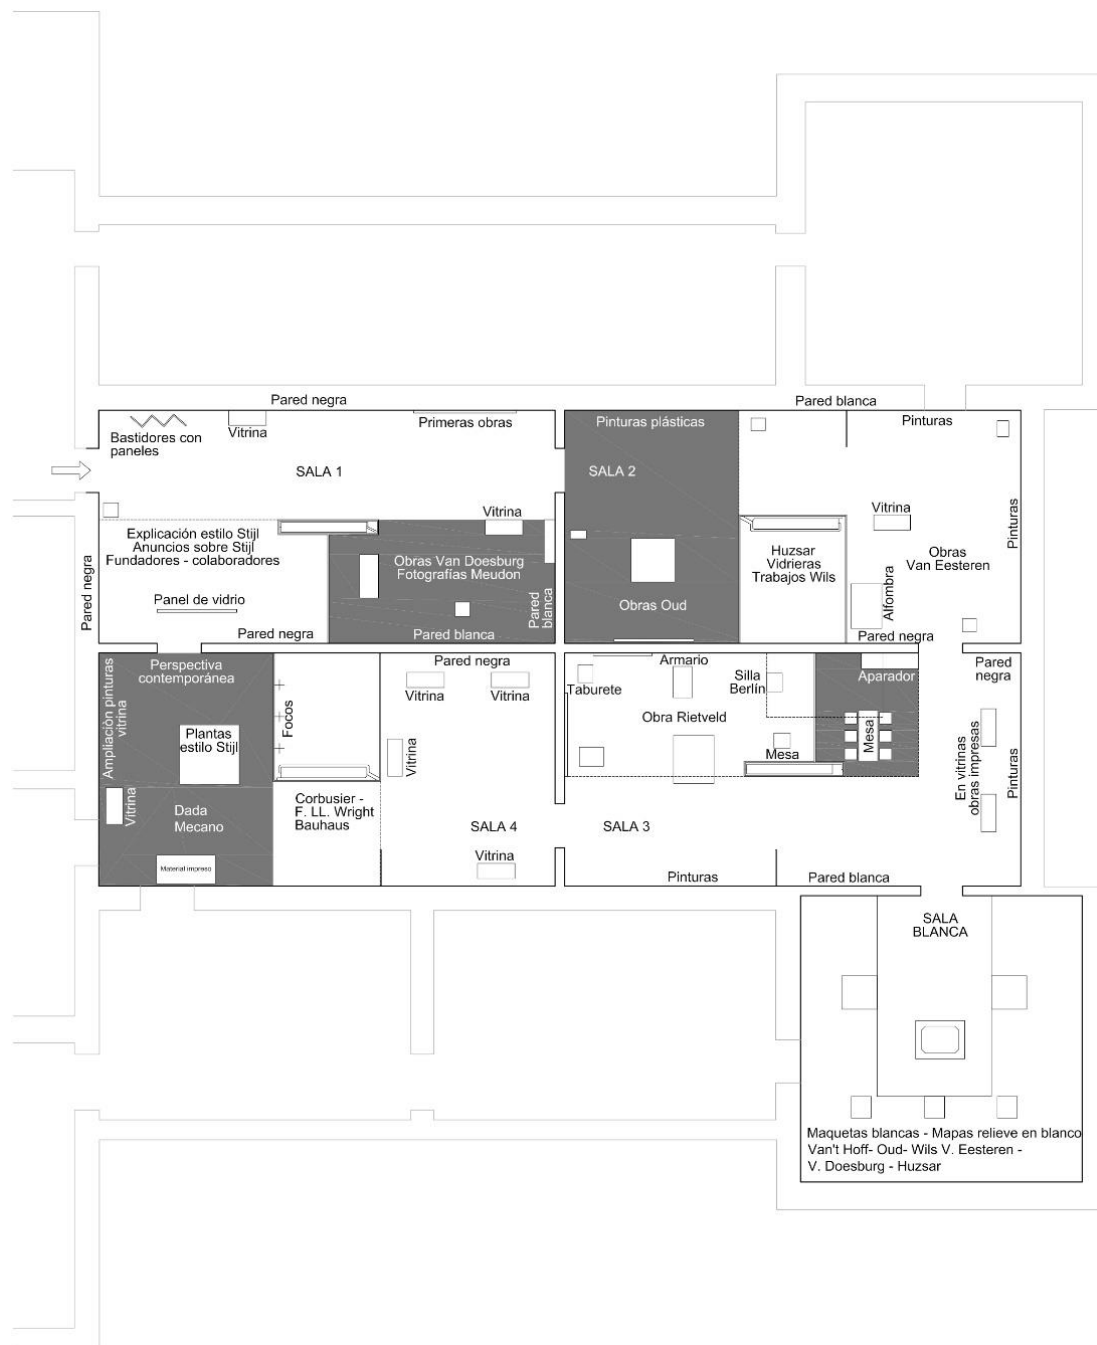 Pared negra
Pared blanca
Bastidores con
paneles
Vitrina
Primeras obras
SALA 1
Pinturas plásticas
SALA 2
Pinturas
Vitrina
Pinturas
Explicación estilo Stijl
Anuncios sobre Stijl
Fundadores - colaboradores
Vitrina
Obras Van Doesburg
Fotografías Meudon
Huzsar
Vidrieras
Trabajos Wils
Obras
Van Eesteren
Pared negra
Panel de vidrio
Pared
blanca
Obras Oud
Alfombra
Pared negra
Pared blanca
Pared negra
Perspectiva
contemporánea
Ampliación pinturas
vitrina
Plantas
estilo Stijl
Focos
Pared negra
Vitrina
Vitrina
Vitrina
Armario
Taburete
Silla
Berlín
Aparador
Pared
negra
Obra Rietveld
Mesa
Mesa
En vitrinas
obras impresas
Pinturas
Vitrina
Dada
Mecano
Corbusier -
F. LL. Wright
Bauhaus
SALA 4
SALA 3
Vitrina
Material impreso
Pinturas
Pared blanca
SALA
BLANCA
Maquetas blancas - Mapas relieve en blanco
Van't Hoff- Oud- Wils V. Eesteren -
V. Doesburg - Huzsar